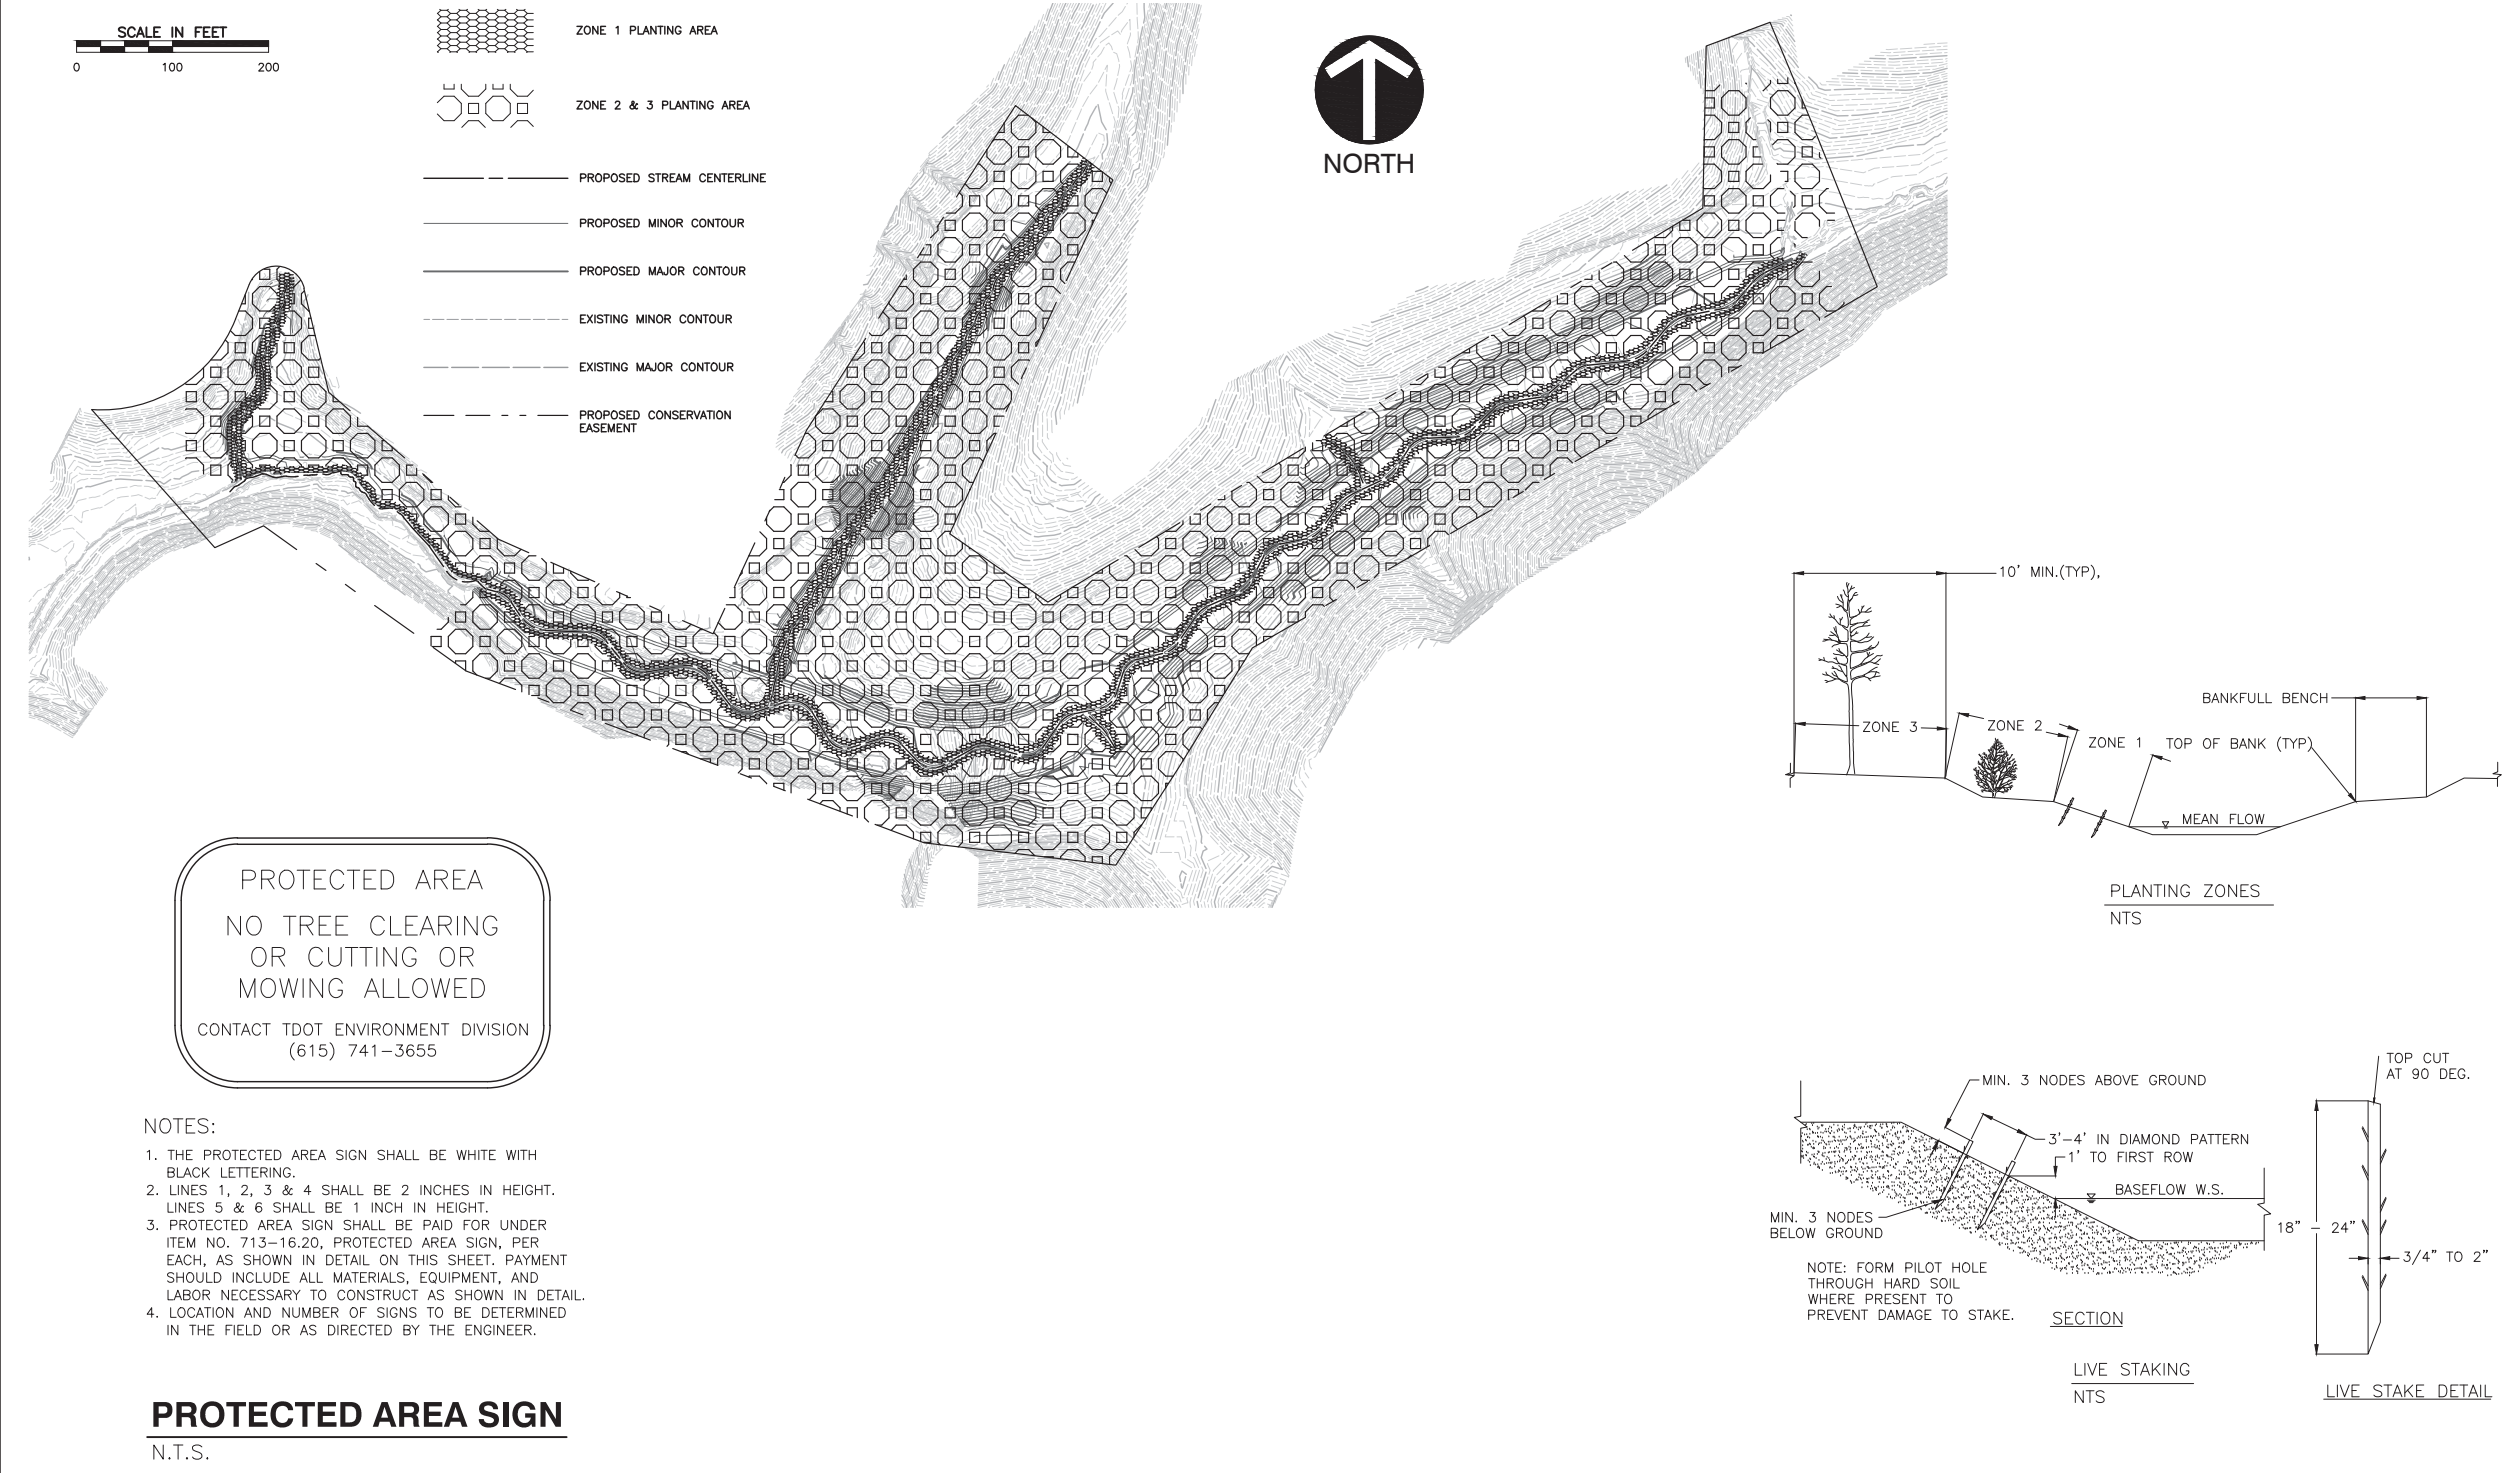 SCALE IN FEET
0 100 200
ZONE 1 PLANTING AREA
ZONE 2 & 3 PLANTING AREA
PROPOSED STREAM CENTERLINE
PROPOSED MINOR CONTOUR
PROPOSED MAJOR CONTOUR
EXISTING MINOR CONTOUR
EXISTING MAJOR CONTOUR
PROPOSED CONSERVATION
EASEMENT
NORTH
10' MIN.(TYP),
BANKFULL BENCH
ZONE 3
ZONE 2
ZONE 1
TOP OF BANK (TYP)
MEAN FLOW
PLANTING ZONES
NTS
PROTECTED AREA
NO TREE CLEARING
OR CUTTING OR
MOWING ALLOWED
CONTACT TDOT ENVIRONMENT DIVISION
(615) 741-3655
NOTES:
1. THE PROTECTED AREA SIGN SHALL BE WHITE WITH
BLACK LETTERING.
2. LINES 1, 2, 3 & 4 SHALL BE 2 INCHES IN HEIGHT.
LINES 5 & 6 SHALL BE 1 INCH IN HEIGHT.
3. PROTECTED AREA SIGN SHALL BE PAID FOR UNDER
ITEM NO. 713-16.20, PROTECTED AREA SIGN, PER
EACH, AS SHOWN IN DETAIL ON THIS SHEET. PAYMENT
SHOULD INCLUDE ALL MATERIALS, EQUIPMENT, AND
LABOR NECESSARY TO CONSTRUCT AS SHOWN IN DETAIL.
4. LOCATION AND NUMBER OF SIGNS TO BE DETERMINED
IN THE FIELD OR AS DIRECTED BY THE ENGINEER.
PROTECTED AREA SIGN
N.T.S.
MIN. 3 NODES ABOVE GROUND
3'-4' IN DIAMOND PATTERN
1' TO FIRST ROW
BASEFLOW W.S.
MIN. 3 NODES
BELOW GROUND
NOTE: FORM PILOT HOLE
THROUGH HARD SOIL
WHERE PRESENT TO
PREVENT DAMAGE TO STAKE.
SECTION
LIVE STAKING
NTS
TOP CUT
AT 90 DEG.
18" - 24"
3/4" TO 2"
LIVE STAKE DETAIL